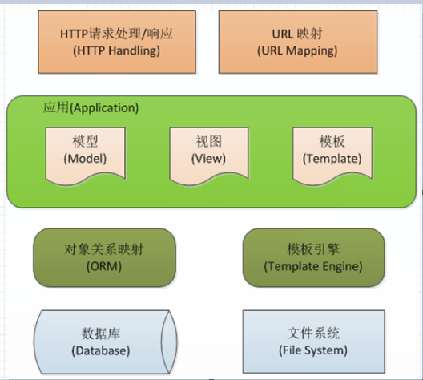 HTTP请求处理/响应
(HTTP Handling)
URL 映射
(URL Mapping)
应用(Application)
模型
(Model)
视图
(View)
模板
(Template)
对象关系映射
(ORM)
模板引擎
(Template Engine)
数据库
(Database)
文件系统
(File System)